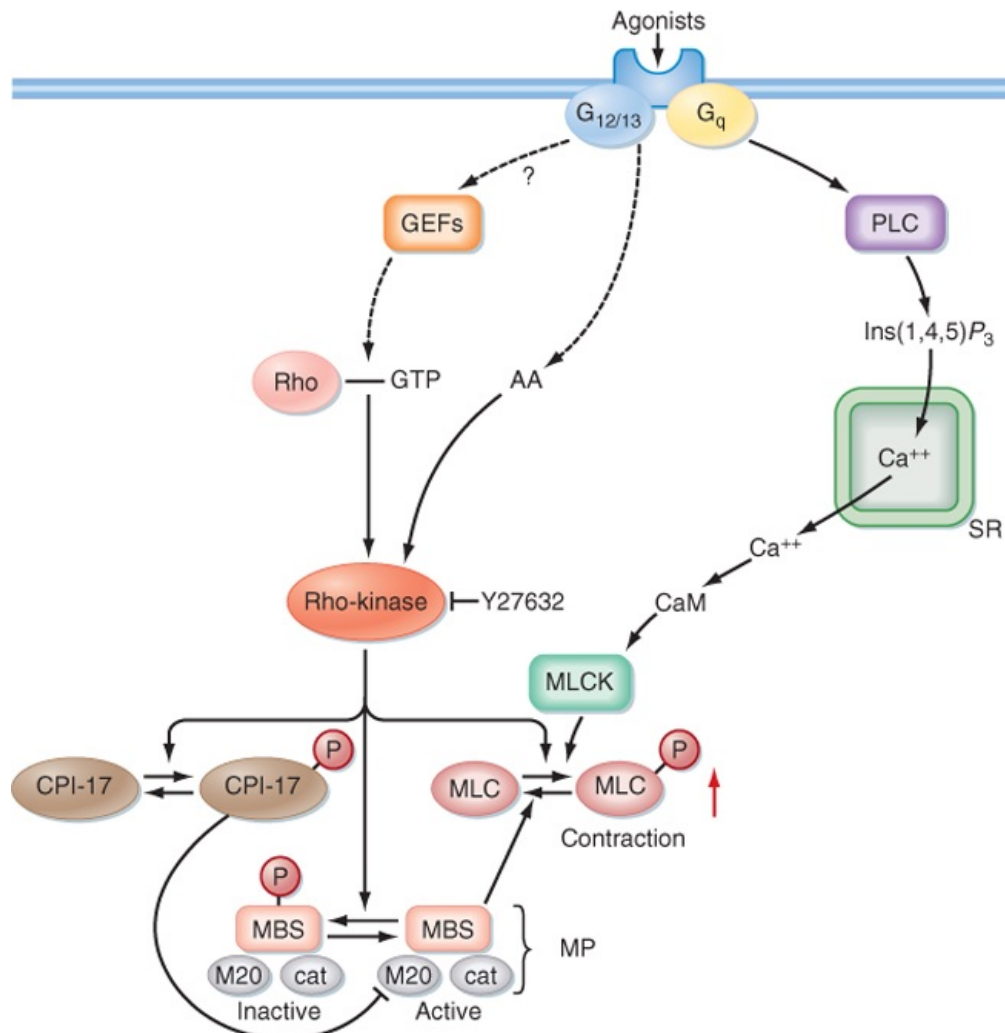 Agonists
G12/13
Gq
?
GEFs
PLC
Ins(1,4,5)P3
Rho
GTP
AA
Ca++
SR
Ca++
Rho-kinase
Y27632
CaM
MLCK
P
P
CPI-17
CPI-17
MLC
MLC
Contraction
P
MBS
MBS
MP
M20
cat
M20
cat
Inactive
Active